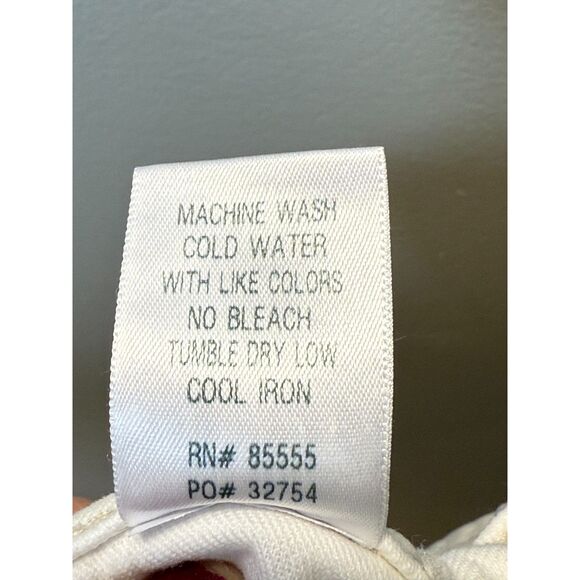 MACHINE WASH
COLD WATER
WITH LIKE COLORS
NO BLEACH
TUMBLE DRY LOW
COOL IRON
RN# 85555
PO# 32754